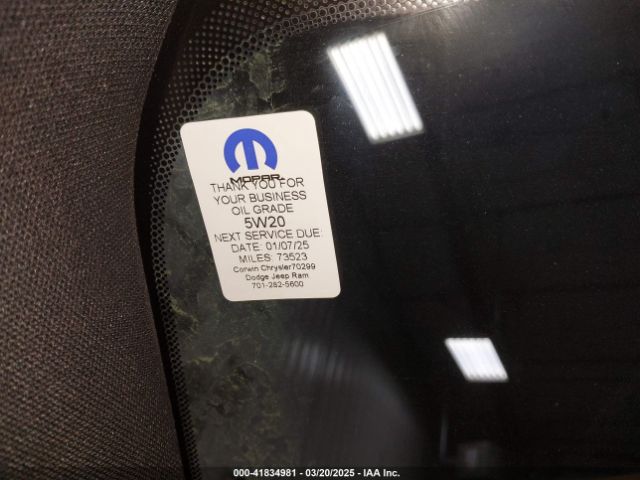 MOPAR
THANK YOU FOR
YOUR BUSINESS
OIL GRADE
5W20
NEXT SERVICE DUE:
DATE: 01/07/25
MILES: 73523
Corwin Chrysler70299
Dodge Jeep Ram
701-282-5600
000-41834981 - 03/20/2025 - IAA Inc.